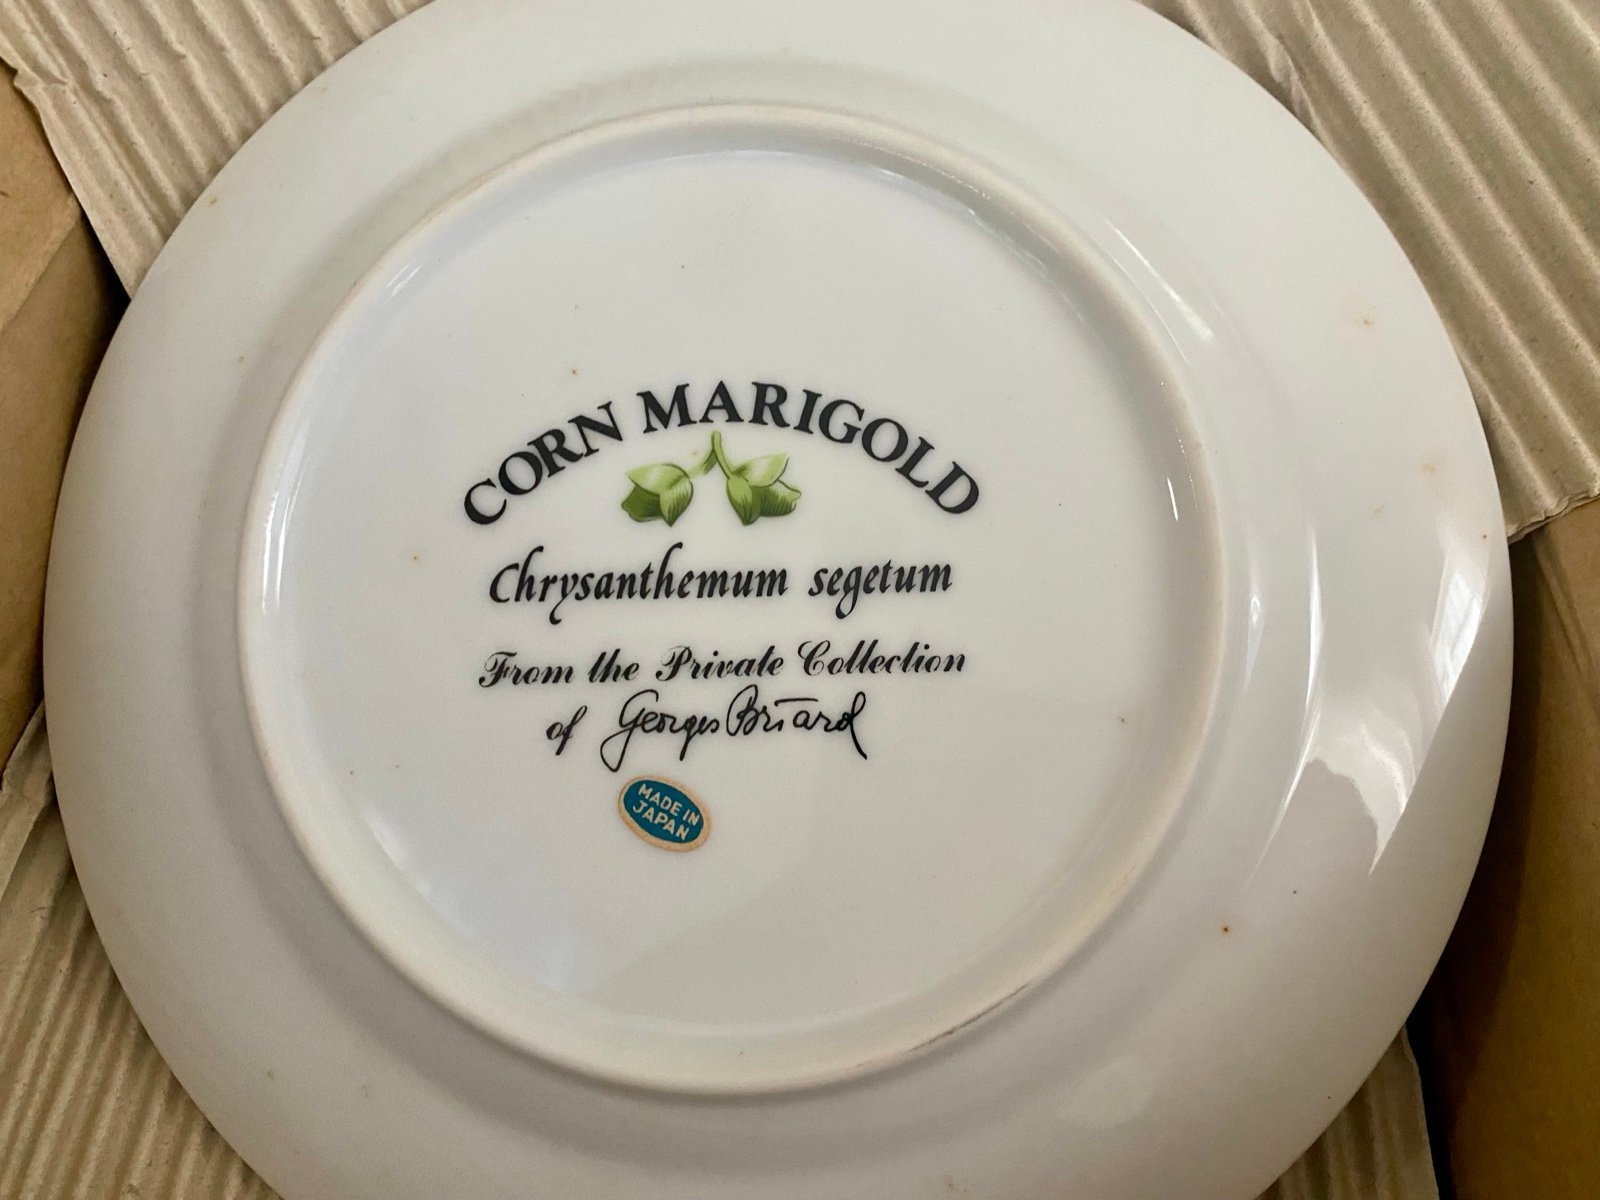 CORN MARIGOLD
Chrysanthemum segetum
From the Private Collection
of Georges Briard
MADE IN
JAPAN